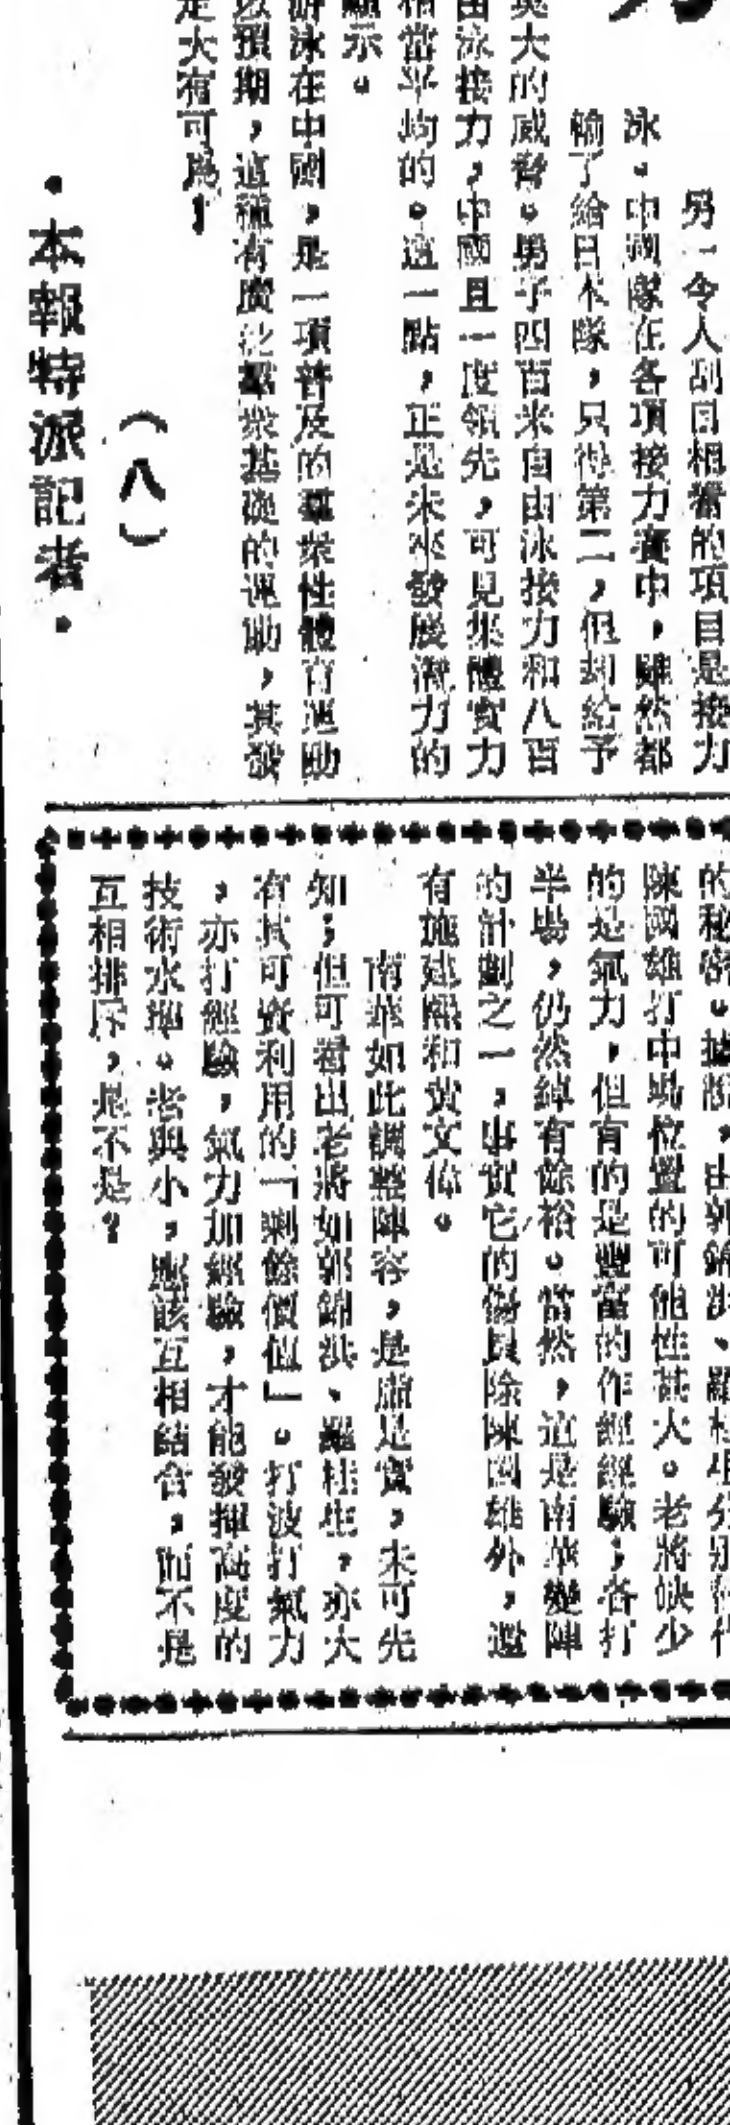 另一令人刮目相看的項目是接力
泳。中國隊在各項接力賽中，雖然都
輸了給日本隊，只得第二，但却給予
大的威脅。男子四百米自由泳接力和八百
由泳接力，中國且一度領先，可見集體實力
相當平均的。這一點，正是未來發展潛力的
顯示。
游泳在中國，是一項普及的羣衆性體育運動
以預期，這種有廣泛羣衆基礎的運動，其發
是大有可爲！
（八）
•本報特派記者•
的秘密。據說，由郭錦洪、羅桂生分別
陳國雄打中場位置的可能性甚大。老將缺少
的是氣力，但有的是豐富的作經經驗；各打
半場，仍然綽有餘裕。當然，這是南華變陣
的計劃之一，事實它的傷員除陳國雄外，還
有施建熙和黃文偉。
南華如此調整陣容，是虛是實，未可先
知；但可看出老將如郭錦洪、羅桂生，亦大
有其可資利用的「剩餘價值」。打波打氣力
，亦打經驗，氣力加經驗，才能發揮高度的
技術水準。老與小，應該互相結合，而不是
互相排斥，是不是？